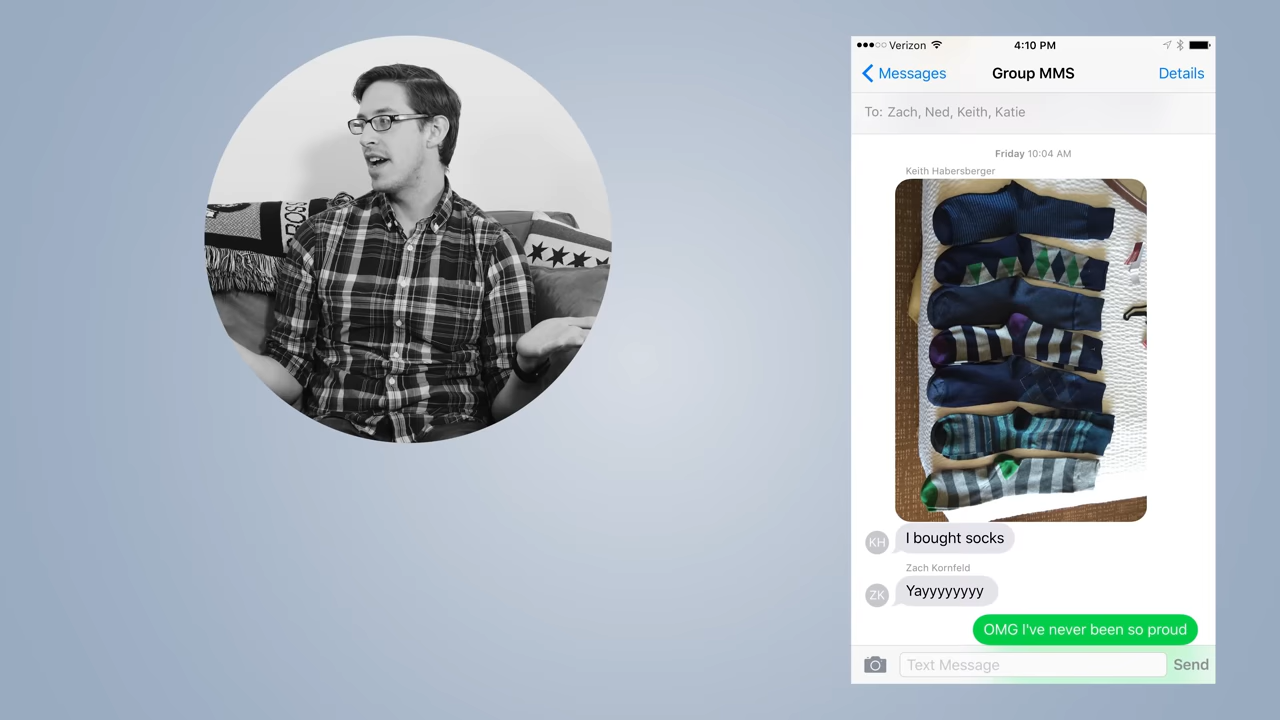 Verizon
4:10 PM
Messages
Group MMS
Details
To: Zach, Ned, Keith, Katie
Friday 10:04 AM
Keith Habersberger
KH
I bought socks
Zach Kornfeld
ZK
Yayyyyyyyy
OMG I've never been so proud
Text Message
Send